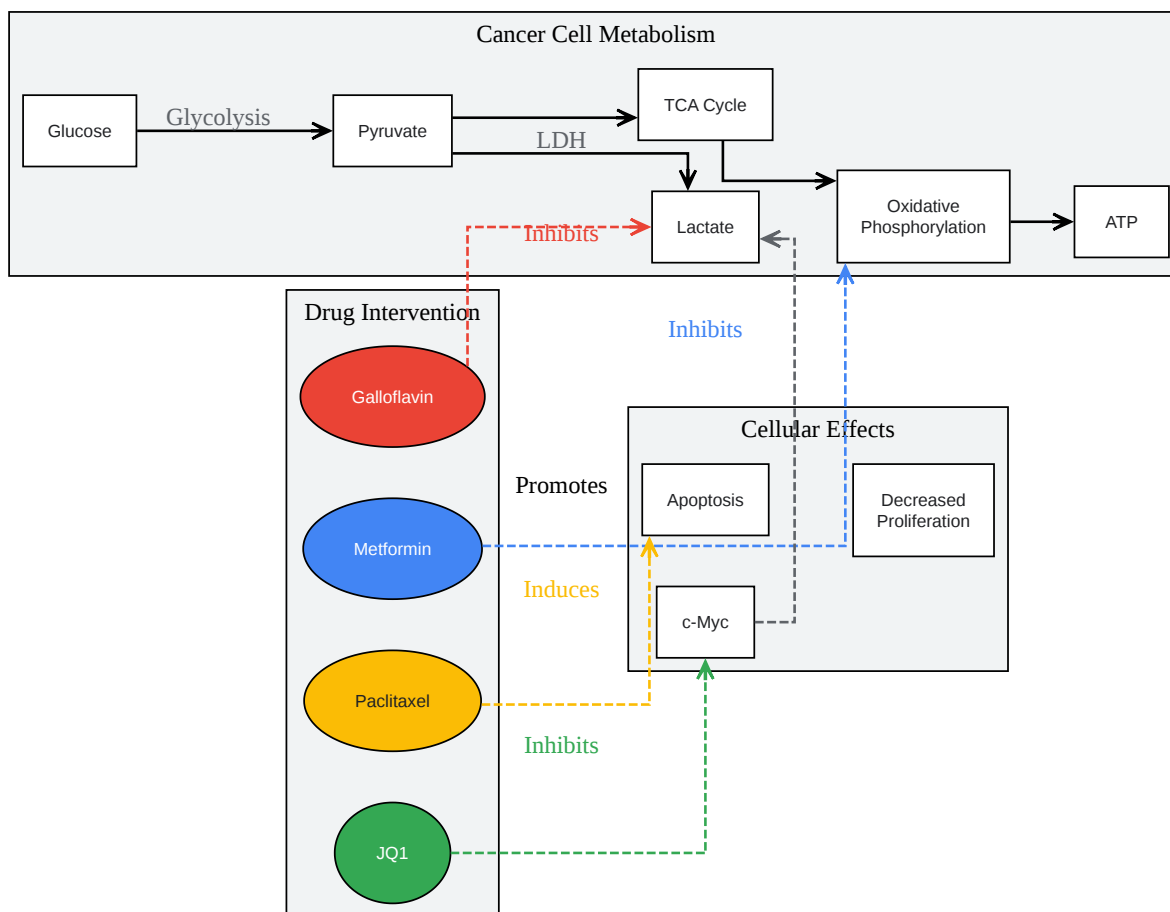 Cancer Cell Metabolism
Glucose
Glycolysis
Pyruvate
LDH
TCA Cycle
Lactate
Oxidative
Phosphorylation
ATP
Inhibits
Drug Intervention
Galloflavin
Metformin
Paclitaxel
JQ1
Inhibits
Promotes
Induces
Inhibits
Cellular Effects
Apoptosis
Decreased
Proliferation
c-Myc